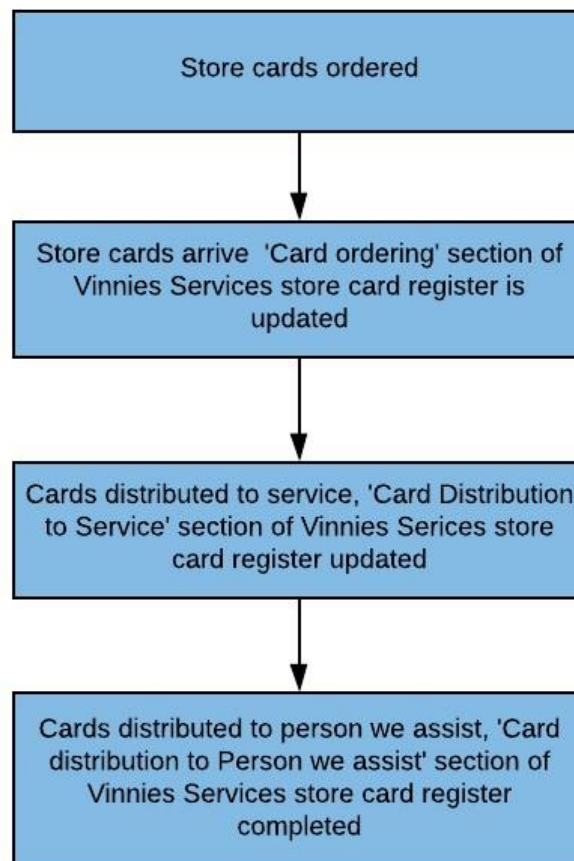 Store cards ordered
Store cards arrive 'Card ordering' section of
Vinnies Services store card register is
updated
Cards distributed to service, 'Card Distribution
to Service' section of Vinnies Serices store
card register updated
Cards distributed to person we assist, 'Card
distribution to Person we assist' section of
Vinnies Services store card register
completed